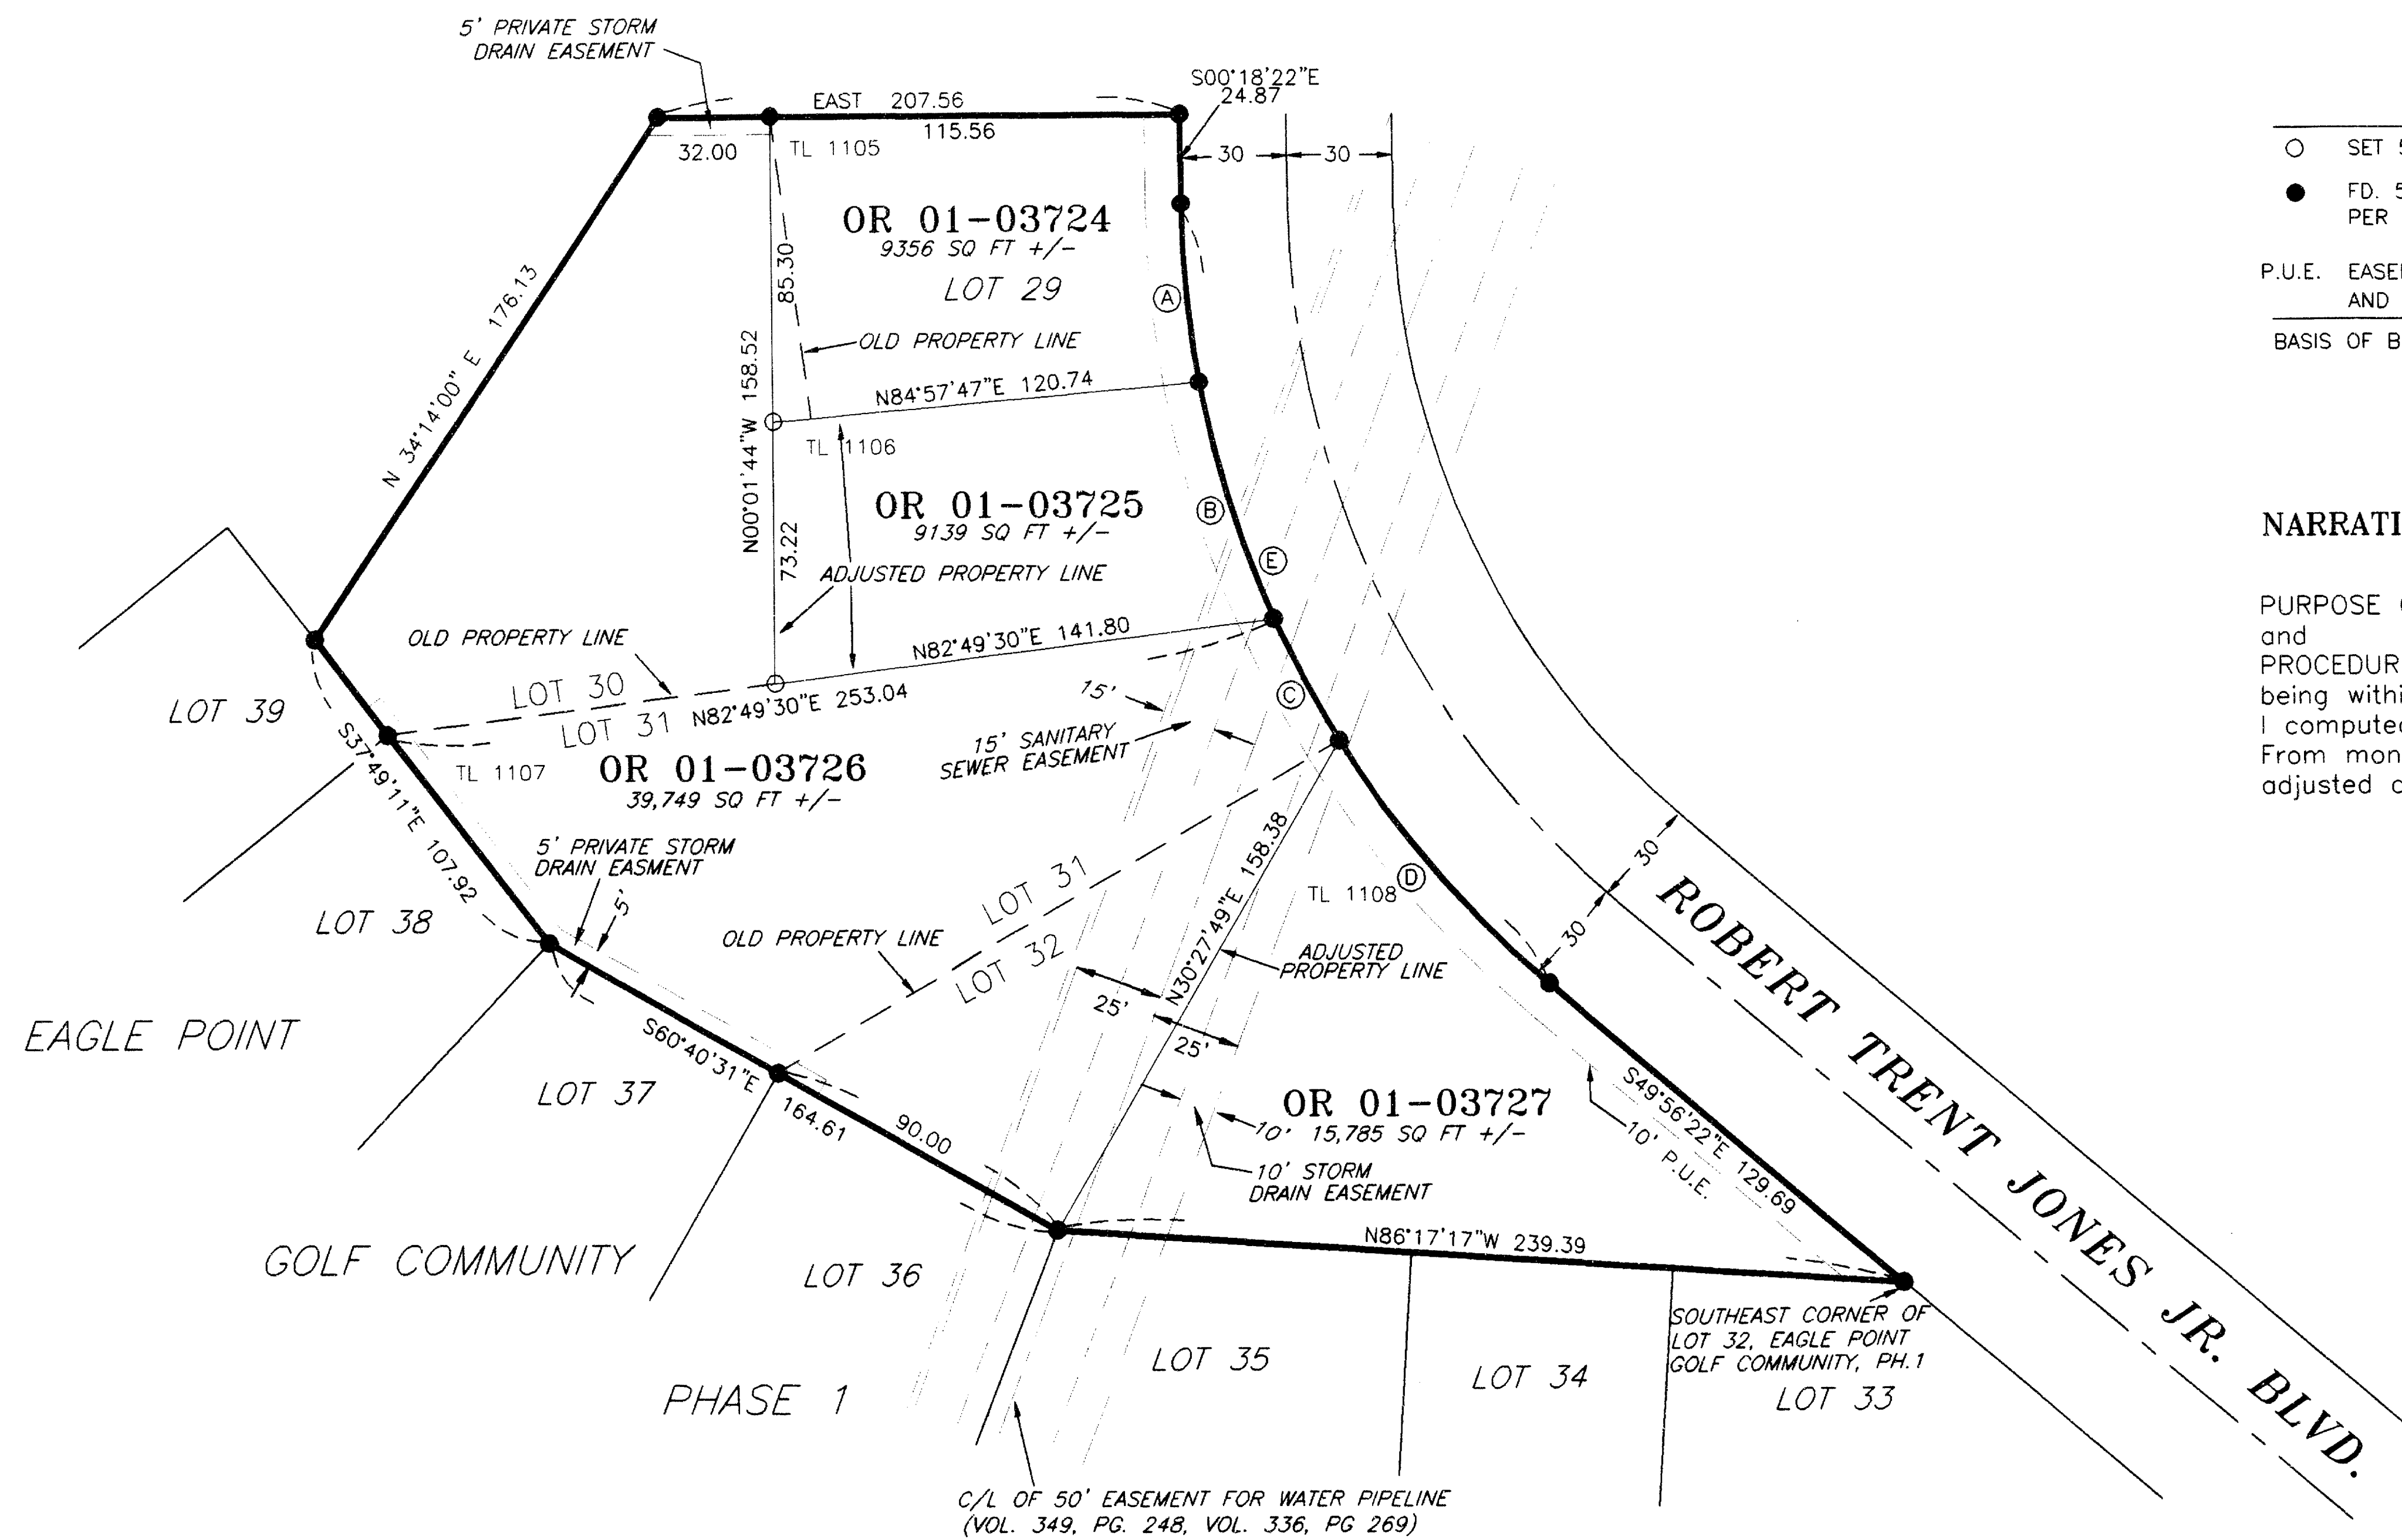 5' PRIVATE STORM
DRAIN EASEMENT
S00°18'22"E
24.87
EAST 207.56
115.56
32.00
TL 1105
30
30
OR 01-03724
9356 SQ FT +/-
LOT 29
85.30
N 34°14'00" E 176.13
A
OLD PROPERTY LINE
N00°01'44"W 158.52
N84°57'47"E 120.74
TL 1106
OR 01-03725
9139 SQ FT +/-
B
73.22
E
ADJUSTED PROPERTY LINE
OLD PROPERTY LINE
N82°49'30"E 141.80
LOT 30
LOT 31
N82°49'30"E 253.04
15'
C
LOT 39
15' SANITARY
SEWER EASEMENT
S37°49'11"E 107.92
TL 1107
OR 01-03726
39,749 SQ FT +/-
5' PRIVATE STORM
DRAIN EASMENT
5'
LOT 38
LOT 31
LOT 32
OLD PROPERTY LINE
N30°27'49"E 158.38
TL 1108
D
30
30
ADJUSTED
PROPERTY LINE
ROBERT TRENT JONES JR. BLVD.
25'
25'
EAGLE POINT
S60°40'31"E
164.61
LOT 37
90.00
OR 01-03727
10' 15,785 SQ FT +/-
S49°56'22"E 129.69
10' P.U.E.
10' STORM
DRAIN EASEMENT
N86°17'17"W 239.39
GOLF COMMUNITY
LOT 36
SOUTHEAST CORNER OF
LOT 32, EAGLE POINT
GOLF COMMUNITY, PH.1
LOT 35
LOT 34
LOT 33
PHASE 1
C/L OF 50' EASEMENT FOR WATER PIPELINE
(VOL. 349, PG. 248, VOL. 336, PG 269)
SET 5
FD. 5
PER
P.U.E. EASE
AND
BASIS OF B
NARRATI
PURPOSE
and
PROCEDUR
being withi
I compute
From mon
adjusted